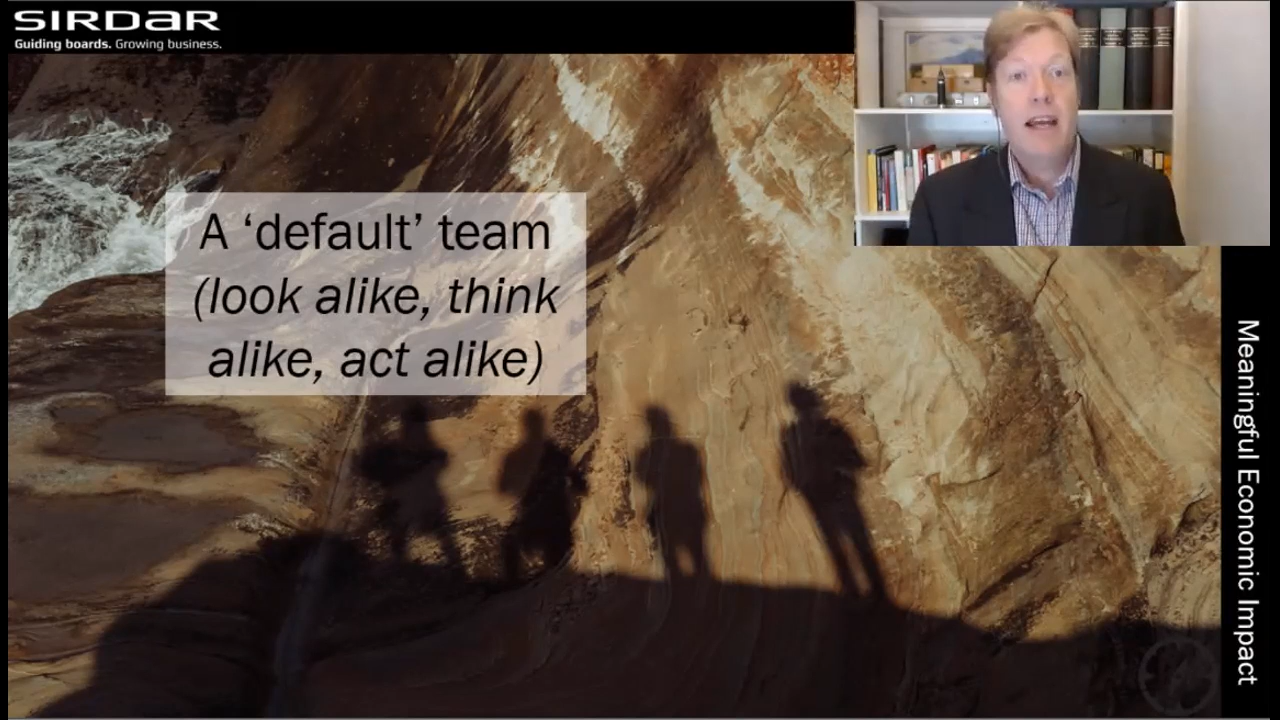 SIRDAR
Guiding boards. Growing business.
A ‘default’ team
(look alike, think
alike, act alike)
Meaningful Economic Impact